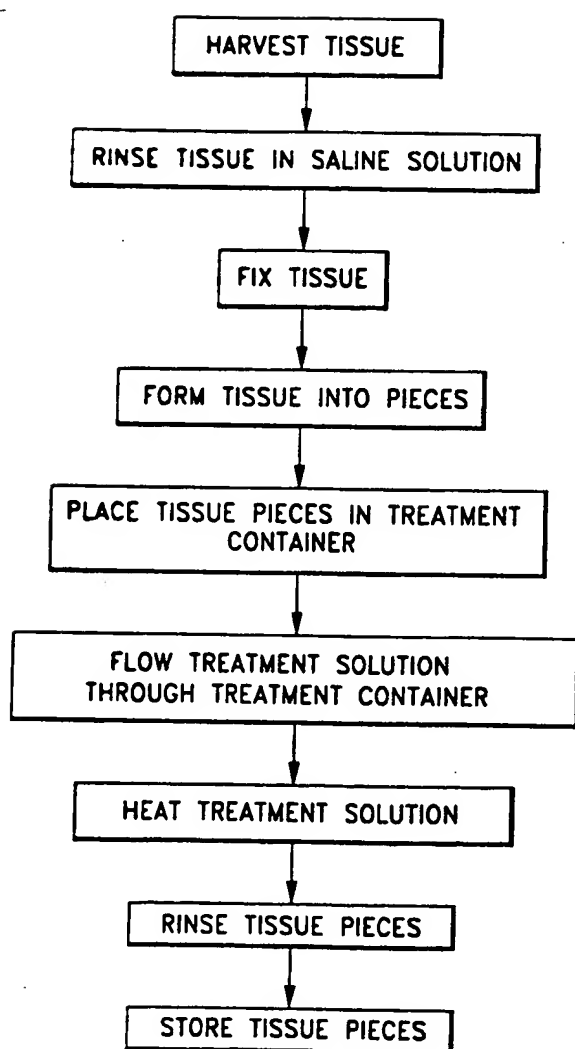 HARVEST TISSUE
RINSE TISSUE IN SALINE SOLUTION
FIX TISSUE
FORM TISSUE INTO PIECES
PLACE TISSUE PIECES IN TREATMENT
CONTAINER
FLOW TREATMENT SOLUTION
THROUGH TREATMENT CONTAINER
HEAT TREATMENT SOLUTION
RINSE TISSUE PIECES
STORE TISSUE PIECES